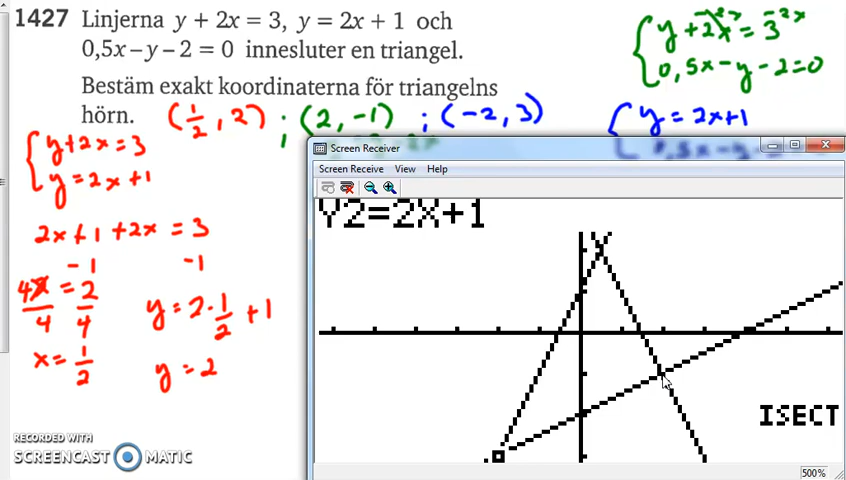 1427 Linjerna y + 2x = 3, y = 2x + 1 och
0,5x – y – 2 = 0 innesluter en triangel.
Bestäm exakt koordinaterna för triangelns
hörn. (1/2, 2) ; (2, -1) ; (-2, 3)
y + 2x = 3
-2x -2x
0,5x - y - 2 = 0
y = 2x + 1
y + 2x = 3
y = 2x + 1
2x + 1 + 2x = 3
-1 -1
4x/4 = 2/4
x = 1/2
y = 2·1/2 + 1
y = 2
Screen Receiver
Screen Receive View Help
Y2=2X+1
ISECT
500%
RECORDED WITH
SCREENCAST MATIC